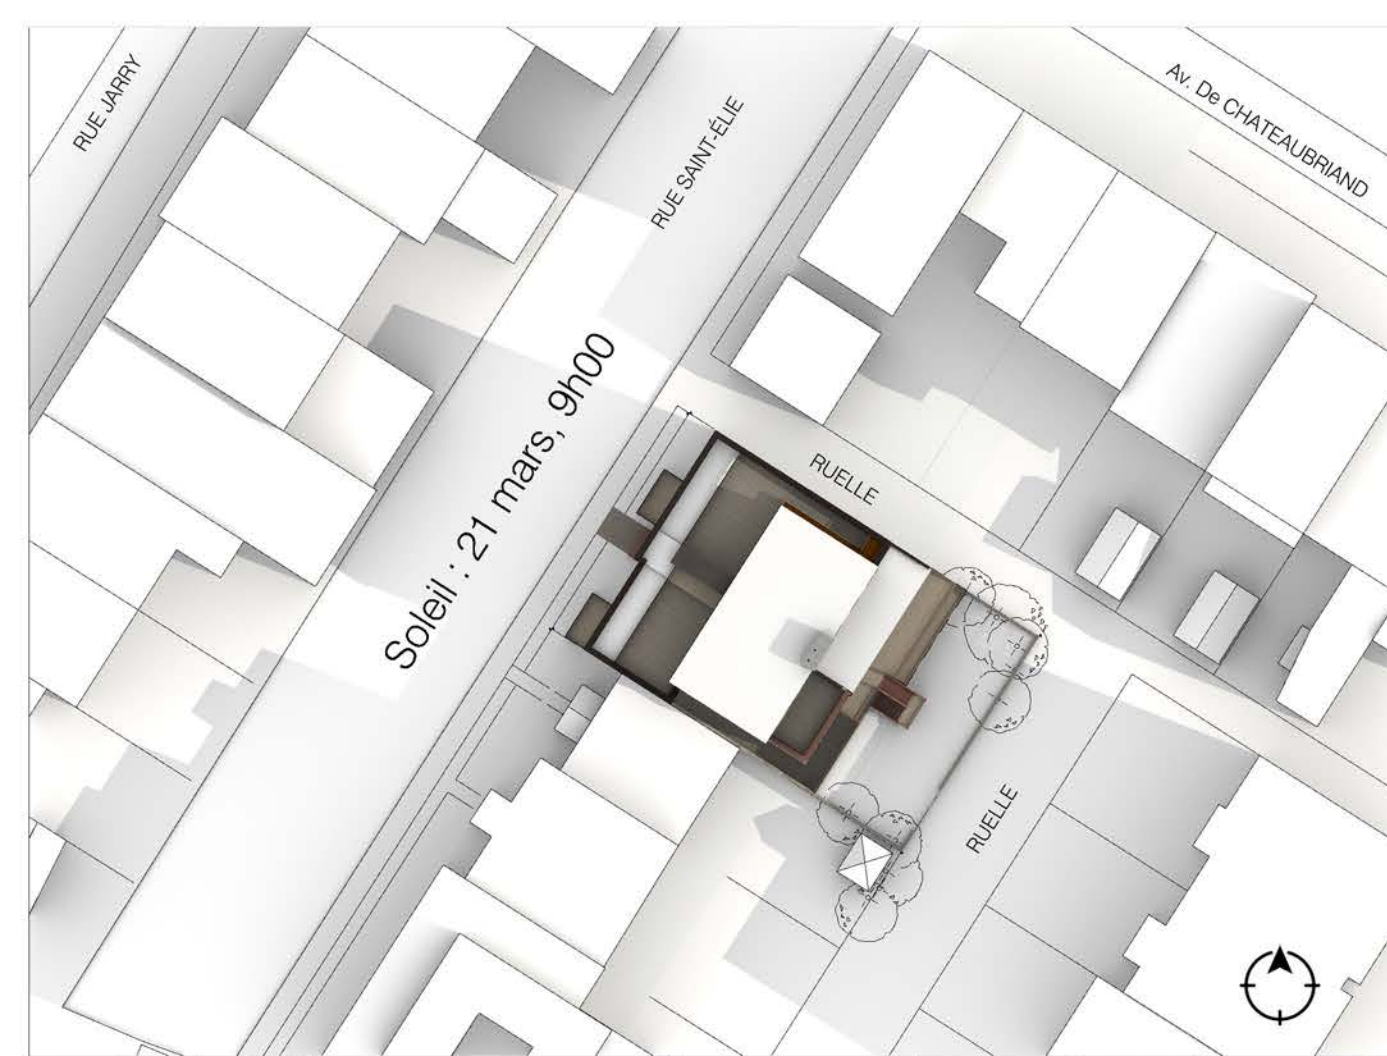 RUE JARRY
RUE SAINT-ÉLIE
Av. De CHATEAUBRIAND
Soleil : 21 mars, 9h00
RUELLE
RUELLE